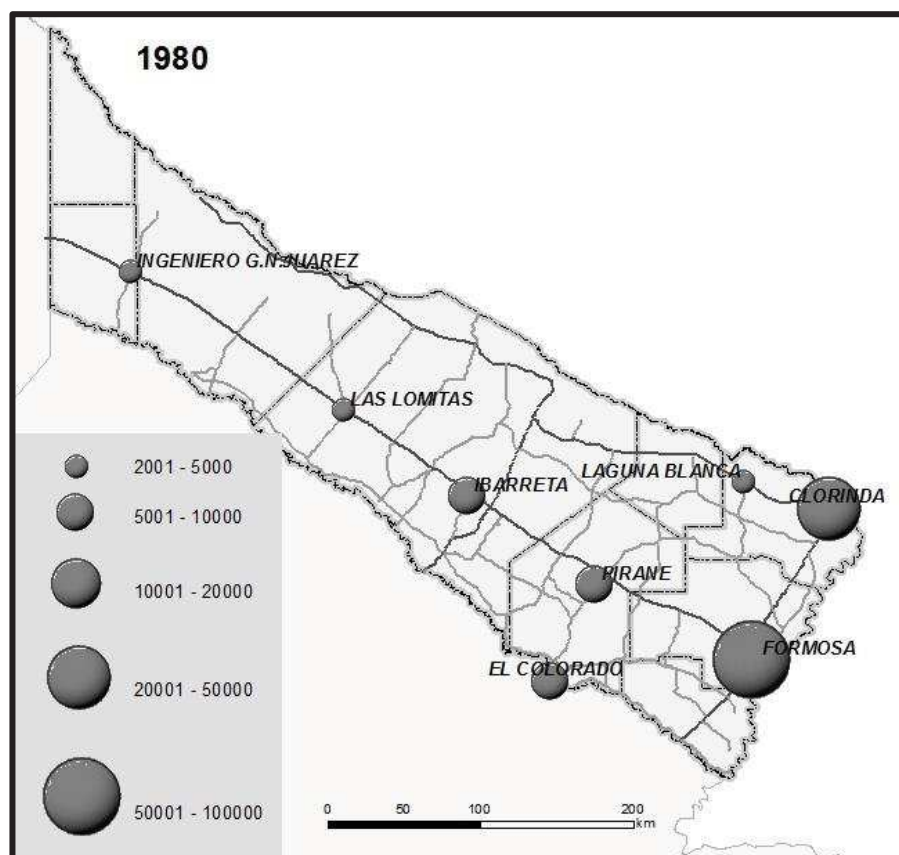 1980
INGENIERO G.N.JUAREZ
LAS LOMITAS
LAGUNA BLANCA
IBARRETA
CLORINDA
PIRANE
FORMOSA
EL COLORADO
2001 - 5000
5001 - 10000
10001 - 20000
20001 - 50000
50001 - 100000
0 50 100 200
km